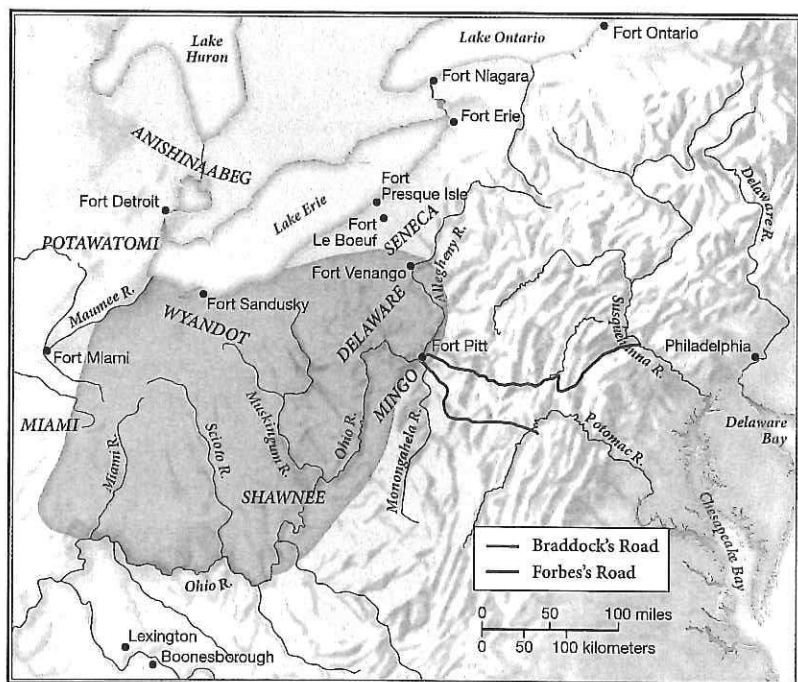 Lake
Huron
Lake Ontario
Fort Ontario
Fort Niagara
Fort Erie
ANISHINAABEG
Fort
Presque Isle
Fort Detroit
Lake Erie
Fort
Le Boeuf
SENECA
Delaware R.
POTAWATOMI
Fort Venango
Allegheny R.
Maumee R.
Fort Sandusky
WYANDOT
DELAWARE
Susquehanna R.
Fort Miami
Fort Pitt
Philadelphia
MINGO
MIAMI
Miami R.
Scioto R.
Muskingum R.
Ohio R.
Monongahela R.
Potomac R.
Delaware
Bay
SHAWNEE
Chesapeake Bay
Braddock's Road
Forbes's Road
Ohio R.
0 50 100 miles
0 50 100 kilometers
Lexington
Boonesborough